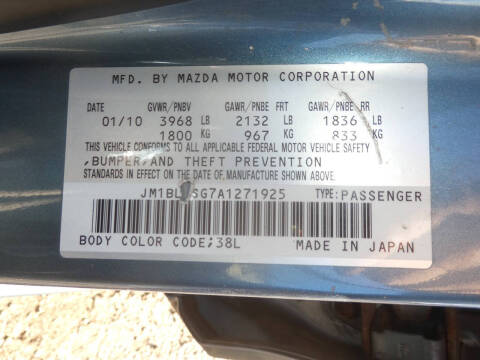 MFD. BY MAZDA MOTOR CORPORATION
DATE GVWR/PNBV GAWR/PNBE FRT GAWR/PNBE RR
01/10 3968 LB 2132 LB 1836 LB
1800 KG 967 KG 833 KG
THIS VEHICLE CONFORMS TO ALL APPLICABLE FEDERAL MOTOR VEHICLE SAFETY
,BUMPER,AND THEFT PREVENTION
STANDARDS IN EFFECT ON THE DATE OF MANUFACTURE SHOWN ABOVE.
TYPE:PASSENGER
BODY COLOR CODE;38L MADE IN JAPAN